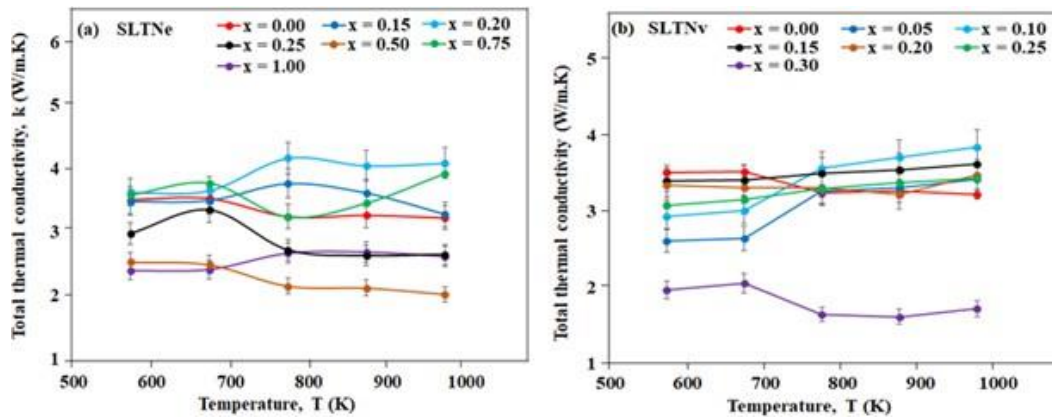 (a) SLTNe
x = 0.00 x = 0.15 x = 0.20
x = 0.25 x = 0.50 x = 0.75
x = 1.00
Total thermal conductivity, k (W/m.K)
6
5
4
3
2
1
500 600 700 800 900 1000
Temperature, T (K)
(b) SLTNv
x = 0.00 x = 0.05 x = 0.10
x = 0.15 x = 0.20 x = 0.25
x = 0.30
Total thermal conductivity (W/m.K)
5
4
3
2
1
500 600 700 800 900 1000
Temperature, T (K)